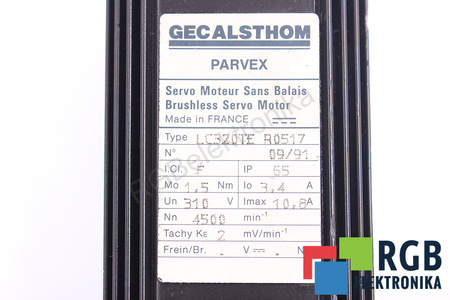 GECALSTHOM
PARVEX
Servo Moteur Sans Balais
Brushless Servo Motor
Made in FRANCE
Type LC320TE R0517
N° 09/91
I.Cl. F IP 65
Mo 1,5 Nm Io 3,4 A
Un 310 V Imax 10,8 A
Nn 4500 min⁻¹
Tachy Ke 2 mV/min⁻¹
Frein/Br. V N
RGBelektronika
RGB
ELEKTRONIKA